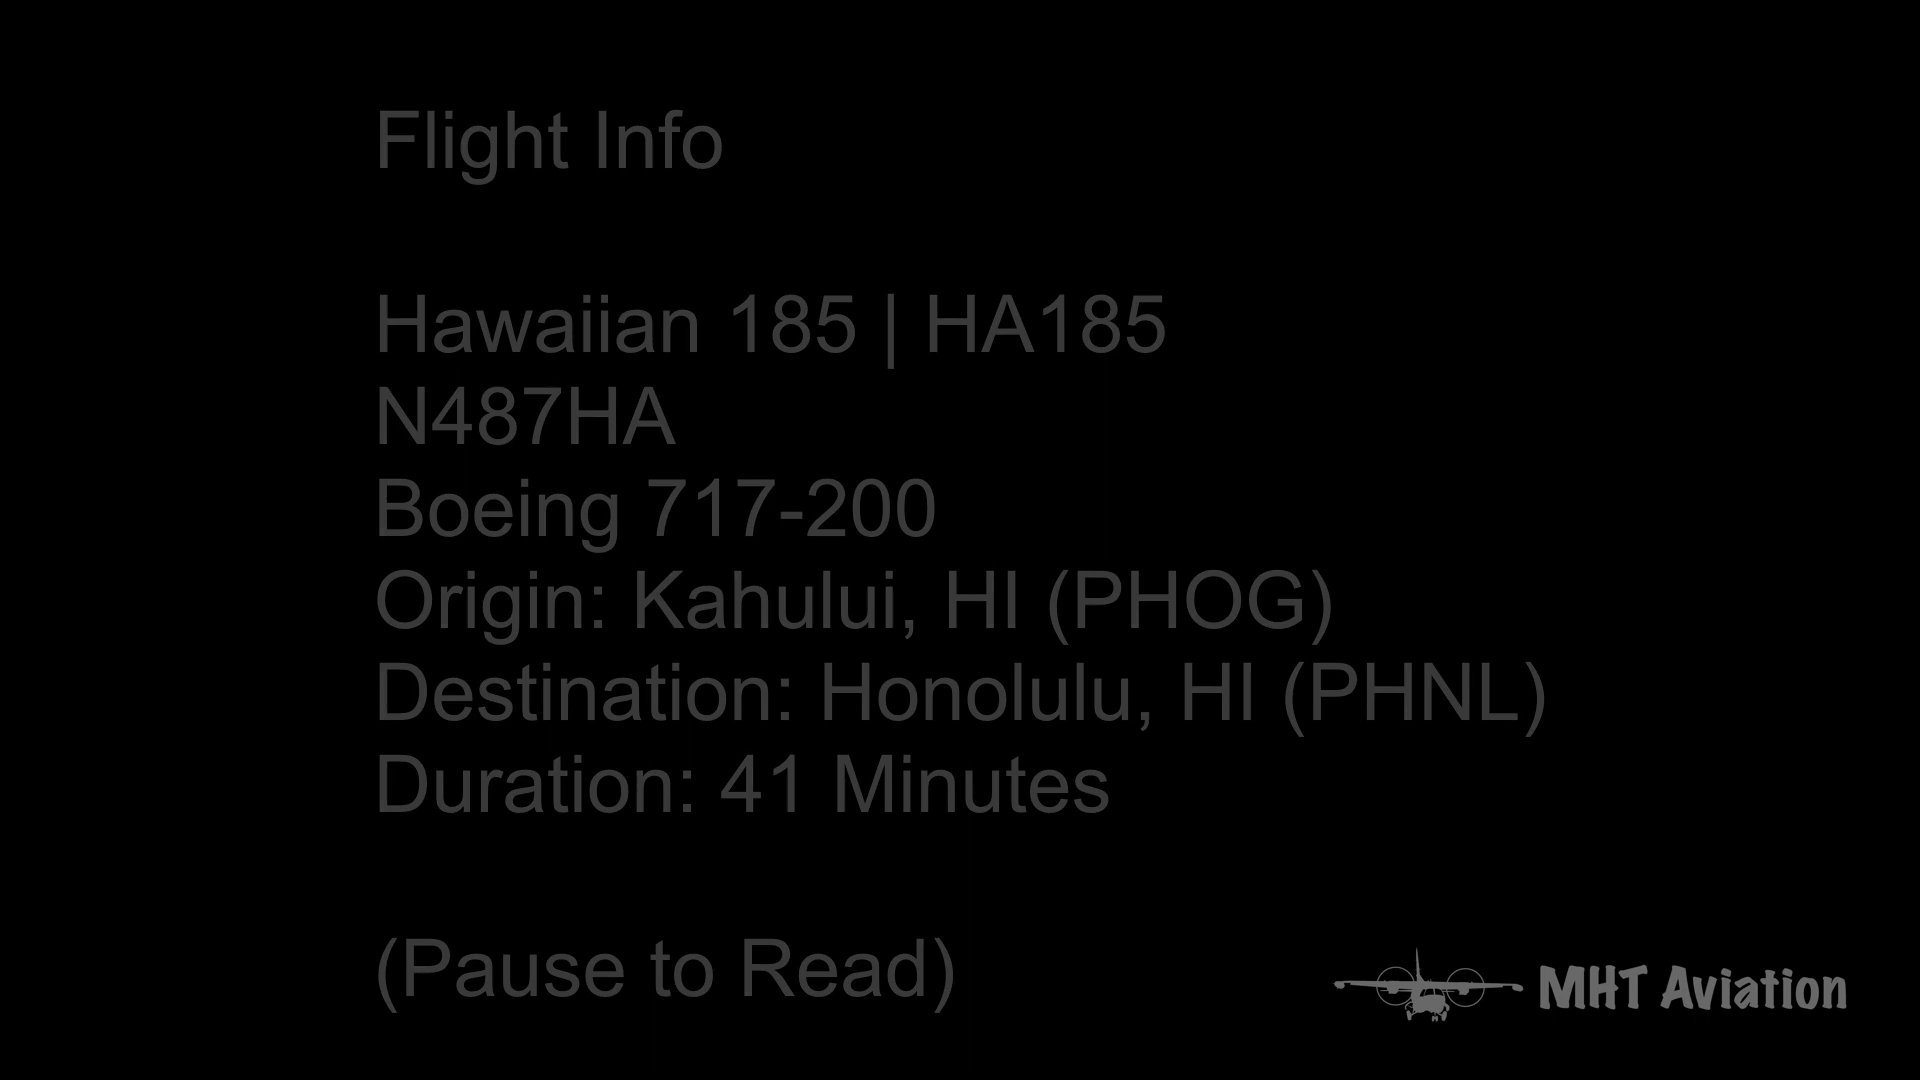 Flight Info
Hawaiian 185 | HA185
N487HA
Boeing 717-200
Origin: Kahului, HI (PHOG)
Destination: Honolulu, HI (PHNL)
Duration: 41 Minutes
(Pause to Read)
MHT Aviation